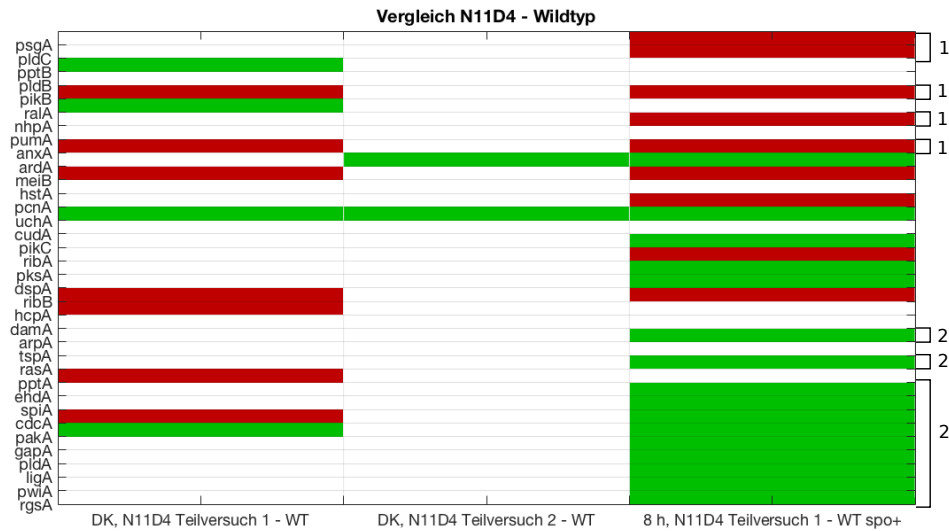 Vergleich N11D4 - Wildtyp
psgA
pldC
pptB
pldB
pikB
ralA
nhpA
pumA
anxA
ardA
meiB
hstA
pcnA
uchA
cudA
pikC
ribA
pksA
dspA
ribB
hcpA
damA
arpA
tspA
rasA
pptA
ehdA
spiA
cdcA
pakA
gapA
pldA
ligA
pwiA
rgsA
1
1
1
1
2
2
2
DK, N11D4 Teilversuch 1 - WT
DK, N11D4 Teilversuch 2 - WT
8 h, N11D4 Teilversuch 1 - WT spo+